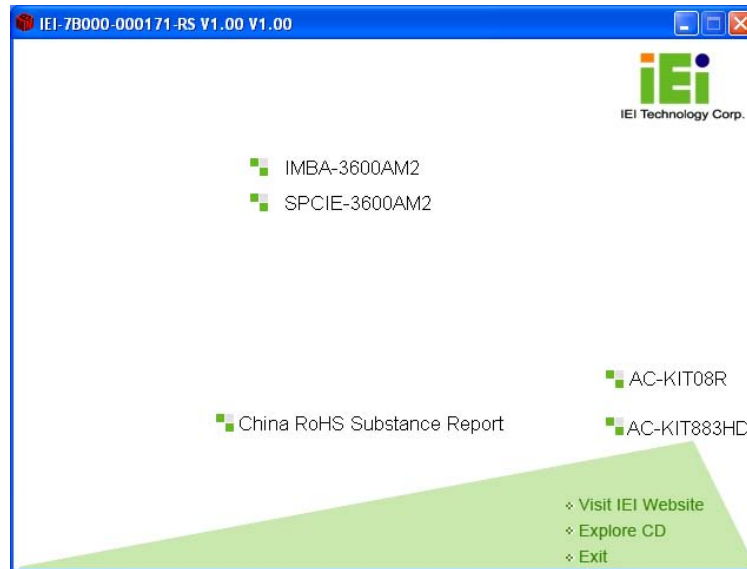 IEI-7B000-000171-RS V1.00 V1.00
iEi
IEI Technology Corp.
IMBA-3600AM2
SPCIE-3600AM2
AC-KIT08R
China RoHS Substance Report
AC-KIT883HD
Visit IEI Website
Explore CD
Exit